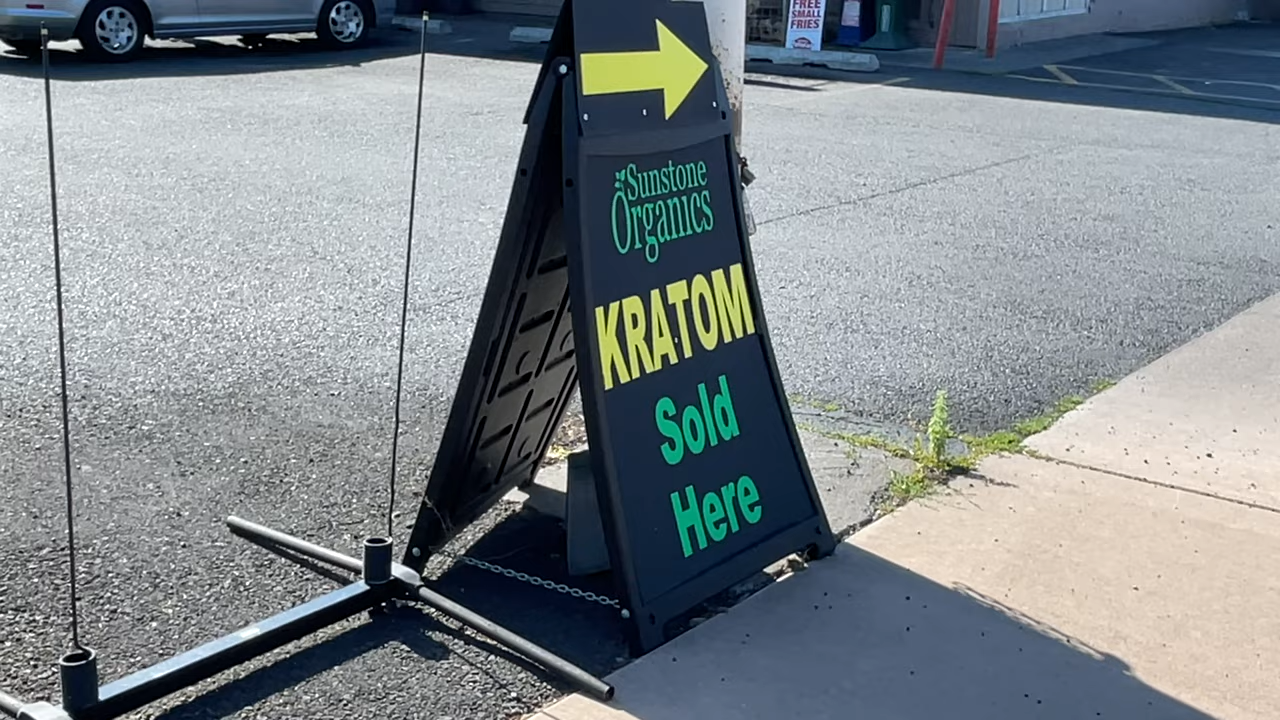 FREE
SMALL
FRIES
Sunstone
Organics
KRATOM
Sold
Here